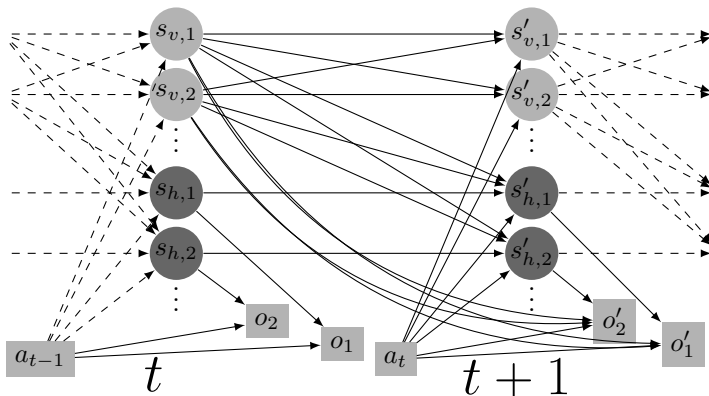 s_{v,1} s'_{v,1}
s_{v,2} s'_{v,2}
⋮ ⋮
s_{h,1} s'_{h,1}
s_{h,2} s'_{h,2}
⋮ ⋮
o_2 o'_2
o_1 o'_1
a_{t−1} a_t
t t + 1